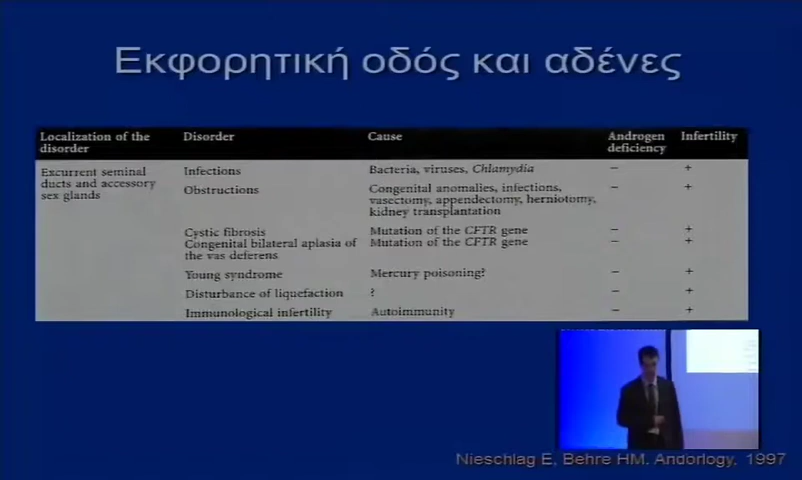 Εκφορητική οδός και αδένες
Localization of the disorder Disorder Cause Androgen deficiency Infertility
Excurrent seminal ducts and accessory sex glands Infections Bacteria, viruses, Chlamydia – +
Obstructions Congenital anomalies, infections, vasectomy, appendectomy, herniotomy, kidney transplantation – +
Cystic fibrosis Mutation of the CFTR gene – +
Congenital bilateral aplasia of the vas deferens Mutation of the CFTR gene – +
Young syndrome Mercury poisoning? – +
Disturbance of liquefaction ? – +
Immunological infertility Autoimmunity – +
Nieschlag E, Behre HM. Andorlogy, 1997